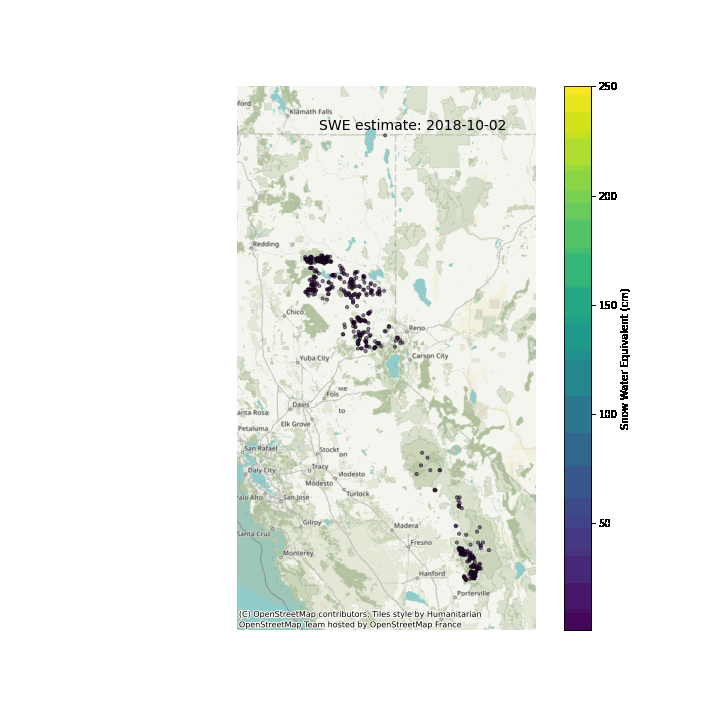 ford
Klamath Falls
SWE estimate: 2018-10-02
Redding
Chico
Reno
Yuba City
Carson City
me
Fols
to
Davis
anta Rosa
Elk Grove
Petaluma
San Rafael
Stockt
on
Daly City
Tracy
Modesto
Modesto
Turlock
Palo Alto
San Jose
Gilroy
Madera
Santa Cruz
Fresno
Monterey
Hanford
Porterville
(C) OpenStreetMap contributors, Tiles style by Humanitarian
OpenStreetMap Team hosted by OpenStreetMap France
250
200
150
100
50
Snow Water Equivalent (cm)